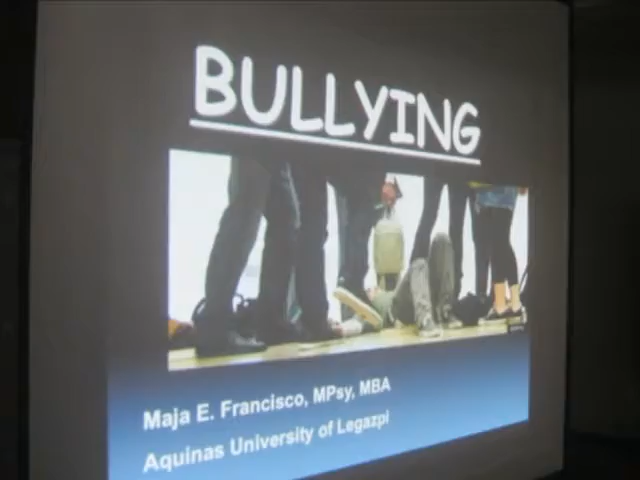 BULLYING
Maja E. Francisco, MPsy, MBA
Aquinas University of Legazpi